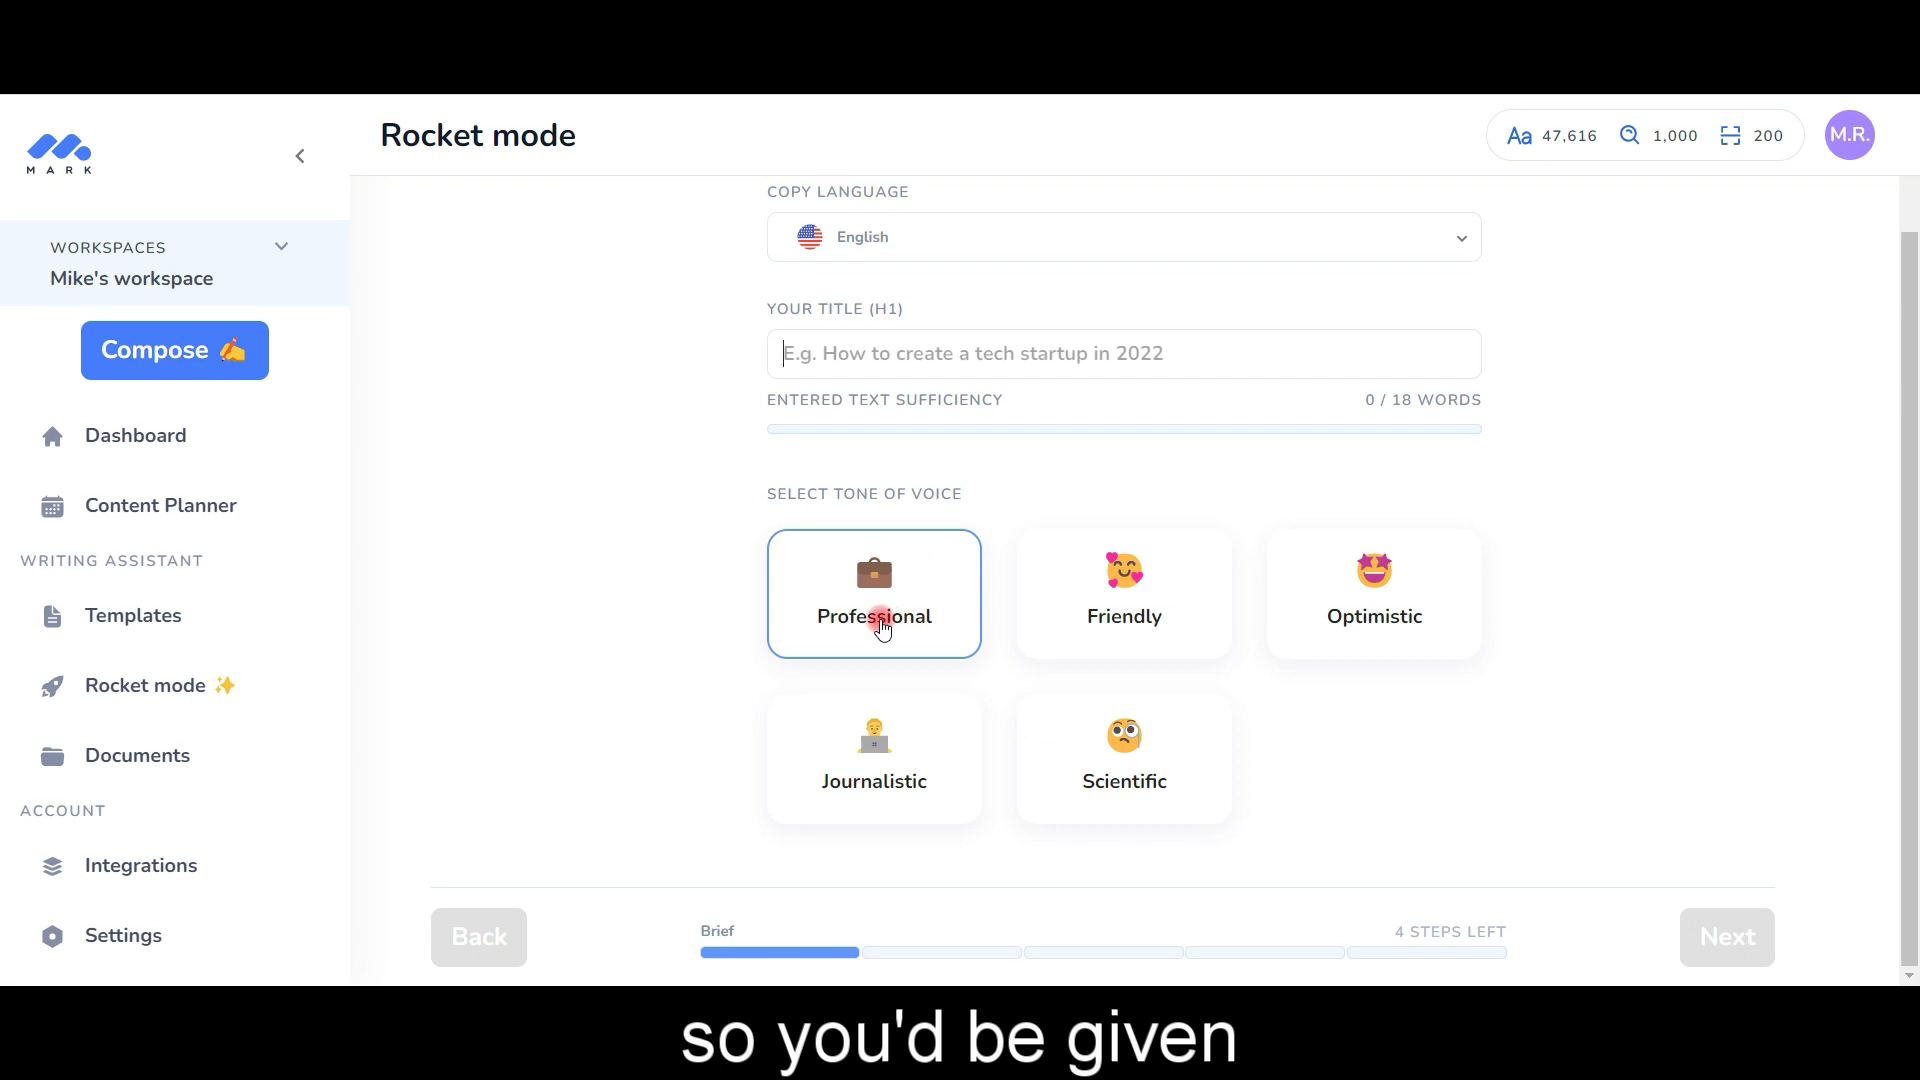 Rocket mode
Aa 47,616 1,000 200 M.R.
MARK
WORKSPACES
Mike's workspace
Compose
Dashboard
Content Planner
WRITING ASSISTANT
Templates
Rocket mode
Documents
ACCOUNT
Integrations
Settings
COPY LANGUAGE
English
YOUR TITLE (H1)
E.g. How to create a tech startup in 2022
ENTERED TEXT SUFFICIENCY 0 / 18 WORDS
SELECT TONE OF VOICE
Professional Friendly Optimistic
Journalistic Scientific
Back Brief 4 STEPS LEFT Next
so you'd be given